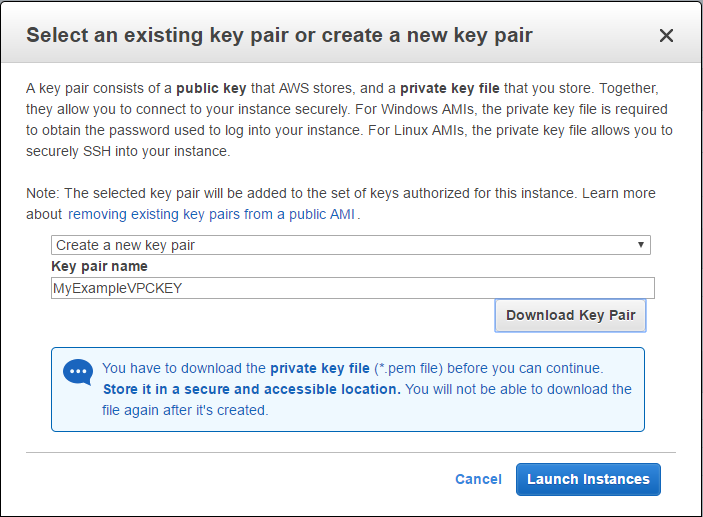 Select an existing key pair or create a new key pair
A key pair consists of a public key that AWS stores, and a private key file that you store. Together,
they allow you to connect to your instance securely. For Windows AMIs, the private key file is required
to obtain the password used to log into your instance. For Linux AMIs, the private key file allows you to
securely SSH into your instance.
Note: The selected key pair will be added to the set of keys authorized for this instance. Learn more
about removing existing key pairs from a public AMI .
Create a new key pair
Key pair name
MyExampleVPCKEY
Download Key Pair
You have to download the private key file (*.pem file) before you can continue.
Store it in a secure and accessible location. You will not be able to download the
file again after it's created.
Cancel Launch Instances